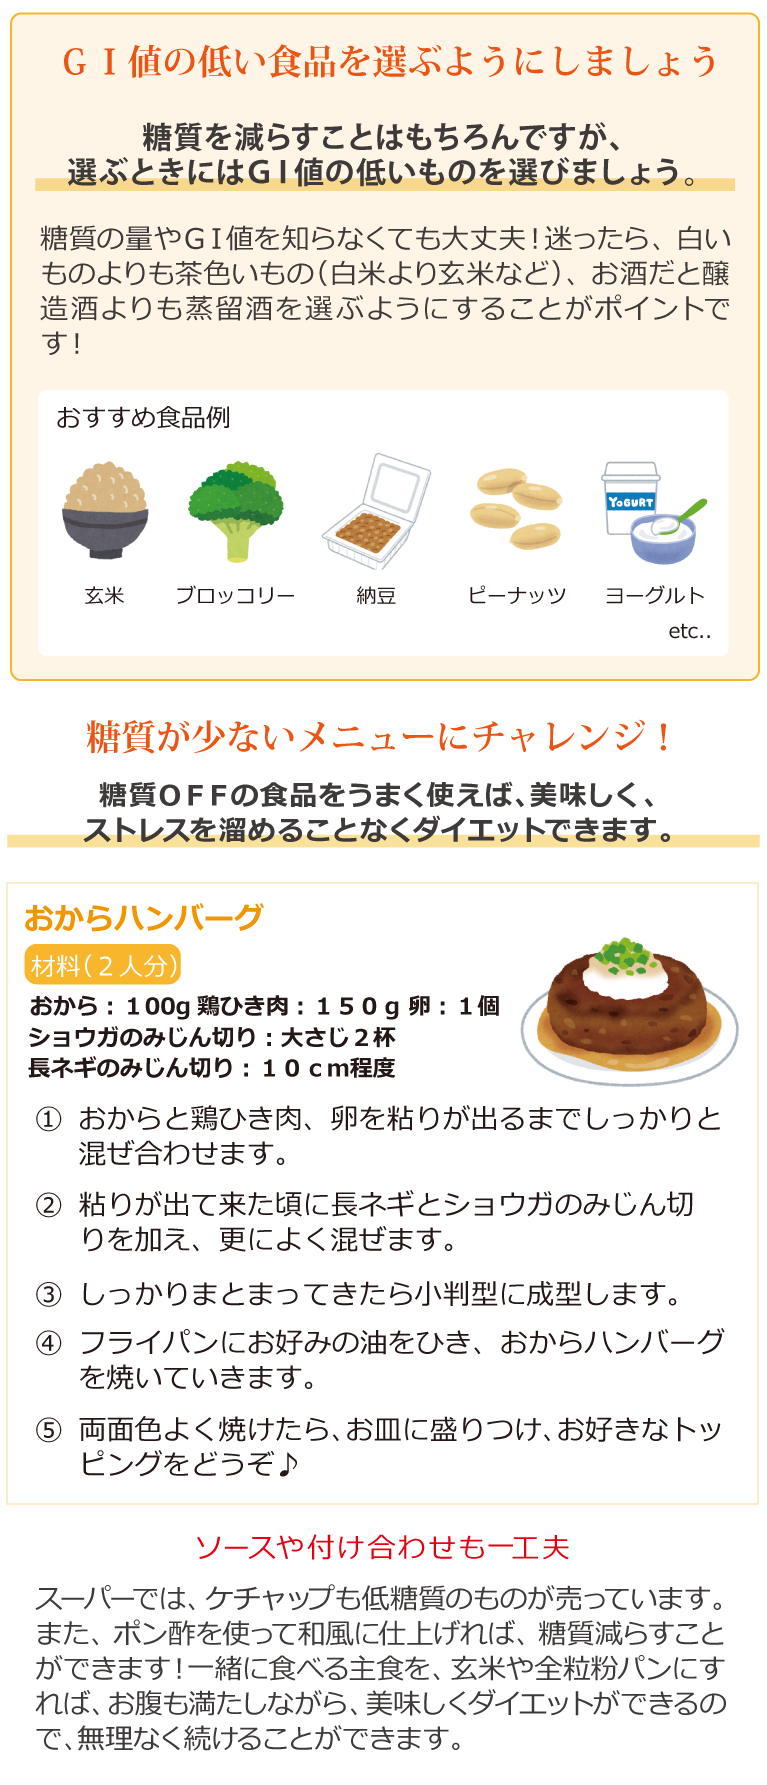 ＧＩ値の低い食品を選ぶようにしましょう
糖質を減らすことはもちろんですが、
選ぶときにはＧＩ値の低いものを選びましょう。
糖質の量やＧＩ値を知らなくても大丈夫！迷ったら、白い
ものよりも茶色いもの（白米より玄米など）、お酒だと醸
造酒よりも蒸留酒を選ぶようにすることがポイントで
す！
おすすめ食品例
YOGURT
玄米 ブロッコリー 納豆 ピーナッツ ヨーグルト
etc..
糖質が少ないメニューにチャレンジ！
糖質ＯＦＦの食品をうまく使えば、美味しく、
ストレスを溜めることなくダイエットできます。
おからハンバーグ
材料（２人分）
おから：１００g 鶏ひき肉：１５０ｇ 卵：１個
ショウガのみじん切り：大さじ２杯
長ネギのみじん切り：１０ｃｍ程度
① おからと鶏ひき肉、卵を粘りが出るまでしっかりと
混ぜ合わせます。
② 粘りが出て来た頃に長ネギとショウガのみじん切
りを加え、更によく混ぜます。
③ しっかりまとまってきたら小判型に成型します。
④ フライパンにお好みの油をひき、おからハンバーグ
を焼いていきます。
⑤ 両面色よく焼けたら、お皿に盛りつけ、お好きなトッ
ピングをどうぞ♪
ソースや付け合わせも一工夫
スーパーでは、ケチャップも低糖質のものが売っています。
また、ポン酢を使って和風に仕上げれば、糖質減らすこと
ができます！一緒に食べる主食を、玄米や全粒粉パンにす
れば、お腹も満たしながら、美味しくダイエットができるの
で、無理なく続けることができます。